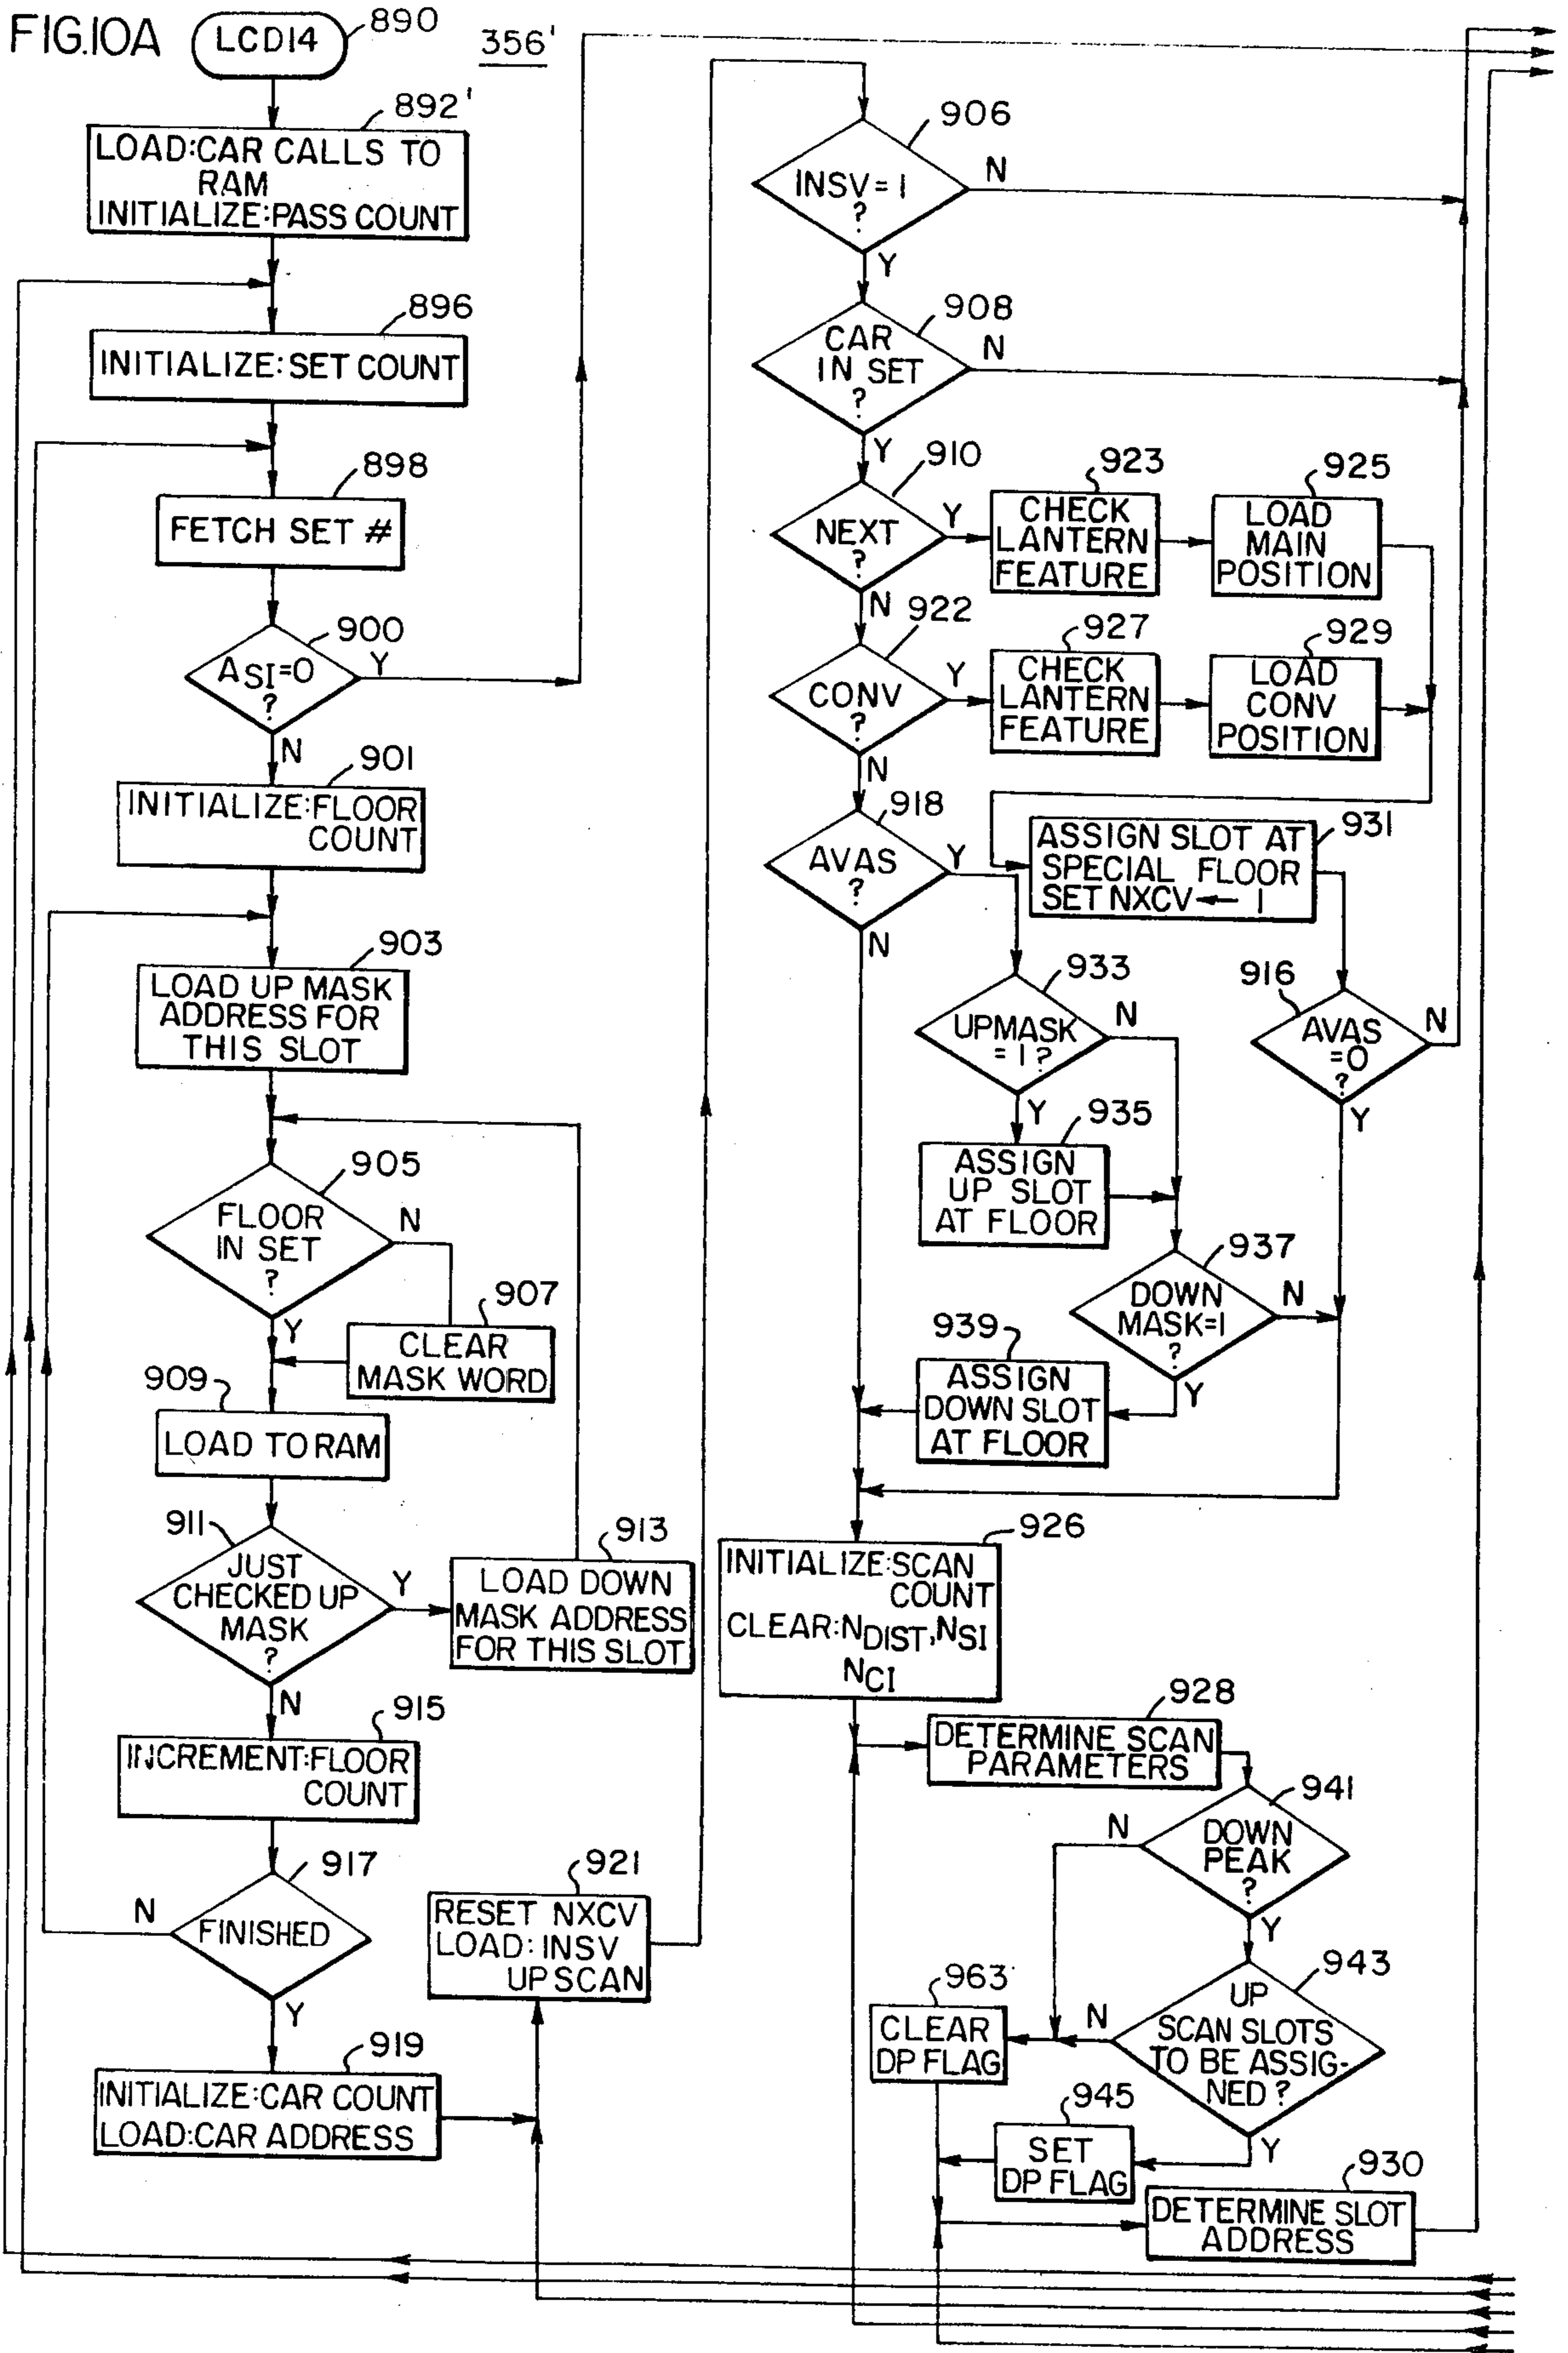 FIG.10A
LCD14
890
356'
892'
LOAD:CAR CALLS TO
RAM
INITIALIZE:PASS COUNT
896
INITIALIZE:SET COUNT
898
FETCH SET #
900
ASI=0
?
Y
N
901
INITIALIZE:FLOOR
COUNT
903
LOAD UP MASK
ADDRESS FOR
THIS SLOT
905
FLOOR
IN SET
?
N
Y
907
CLEAR
MASK WORD
909
LOAD TO RAM
911
JUST
CHECKED UP
MASK
?
Y
N
913
LOAD DOWN
MASK ADDRESS
FOR THIS SLOT
915
INCREMENT:FLOOR
COUNT
917
FINISHED
N
Y
919
INITIALIZE:CAR COUNT
LOAD:CAR ADDRESS
921
RESET NXCV
LOAD: INSV
UP SCAN
906
INSV=1
?
N
Y
908
CAR
IN SET
?
N
Y
910
NEXT
?
Y
N
923
CHECK
LANTERN
FEATURE
925
LOAD
MAIN
POSITION
922
CONV
?
Y
N
927
CHECK
LANTERN
FEATURE
929
LOAD
CONV
POSITION
918
AVAS
?
Y
N
931
ASSIGN SLOT AT
SPECIAL FLOOR
SET NXCV ← 1
933
UPMASK
=1?
N
Y
916
AVAS
=0
?
N
Y
935
ASSIGN
UP SLOT
AT FLOOR
937
DOWN
MASK=1
?
N
Y
939
ASSIGN
DOWN SLOT
AT FLOOR
926
INITIALIZE:SCAN
COUNT
CLEAR:NDIST,NSI
NCI
928
DETERMINE SCAN
PARAMETERS
941
DOWN
PEAK
?
N
Y
943
UP
SCAN SLOTS
TO BE ASSIG-
NED?
N
Y
963
CLEAR
DP FLAG
945
SET
DP FLAG
930
DETERMINE SLOT
ADDRESS